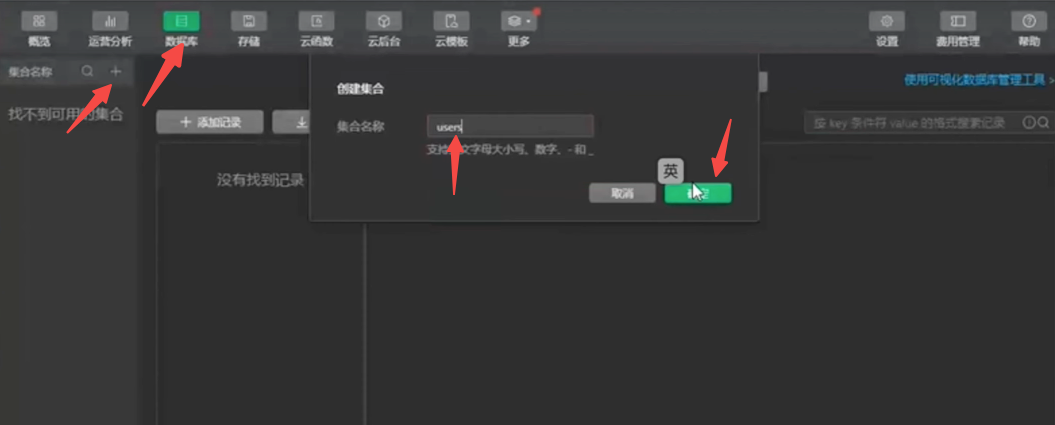 概览 运营分析 数据库 存储 云函数 云后台 云模板 更多 设置 费用管理 帮助
集合名称
使用可视化数据库管理工具 >
创建集合
找不到可用的集合
添加记录
集合名称
users
按 key 条件符 value 的格式搜索记录
支持 文字母大小写、数字、- 和 _
没有找到记录
英
取消